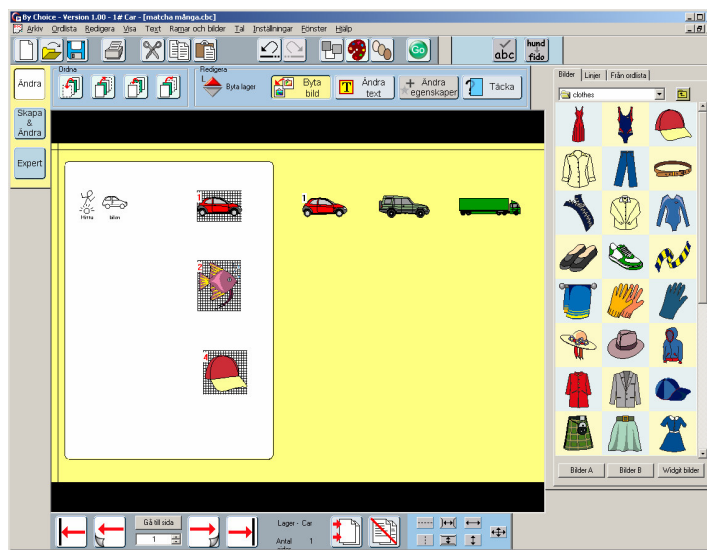 By Choice - Version 1.00 - 1# Car - [matcha många.cbc]
Arkiv Ordlista Redigera Visa Text Ramar och bilder Tal Inställningar Fönster Hjälp
Go abc hund fido
Ändra
Skapa & Ändra
Expert
Ordna
Redigera
L Byta lager
Byta bild
T Ändra text
Ändra egenskaper
? Täcka
Bilder Linjer Från ordlista
clothes
Hitta bilen
1
1
2
4
Bilder A Bilder B Widgit bilder
Gå till sida
1
Lager - Car
Antal 1